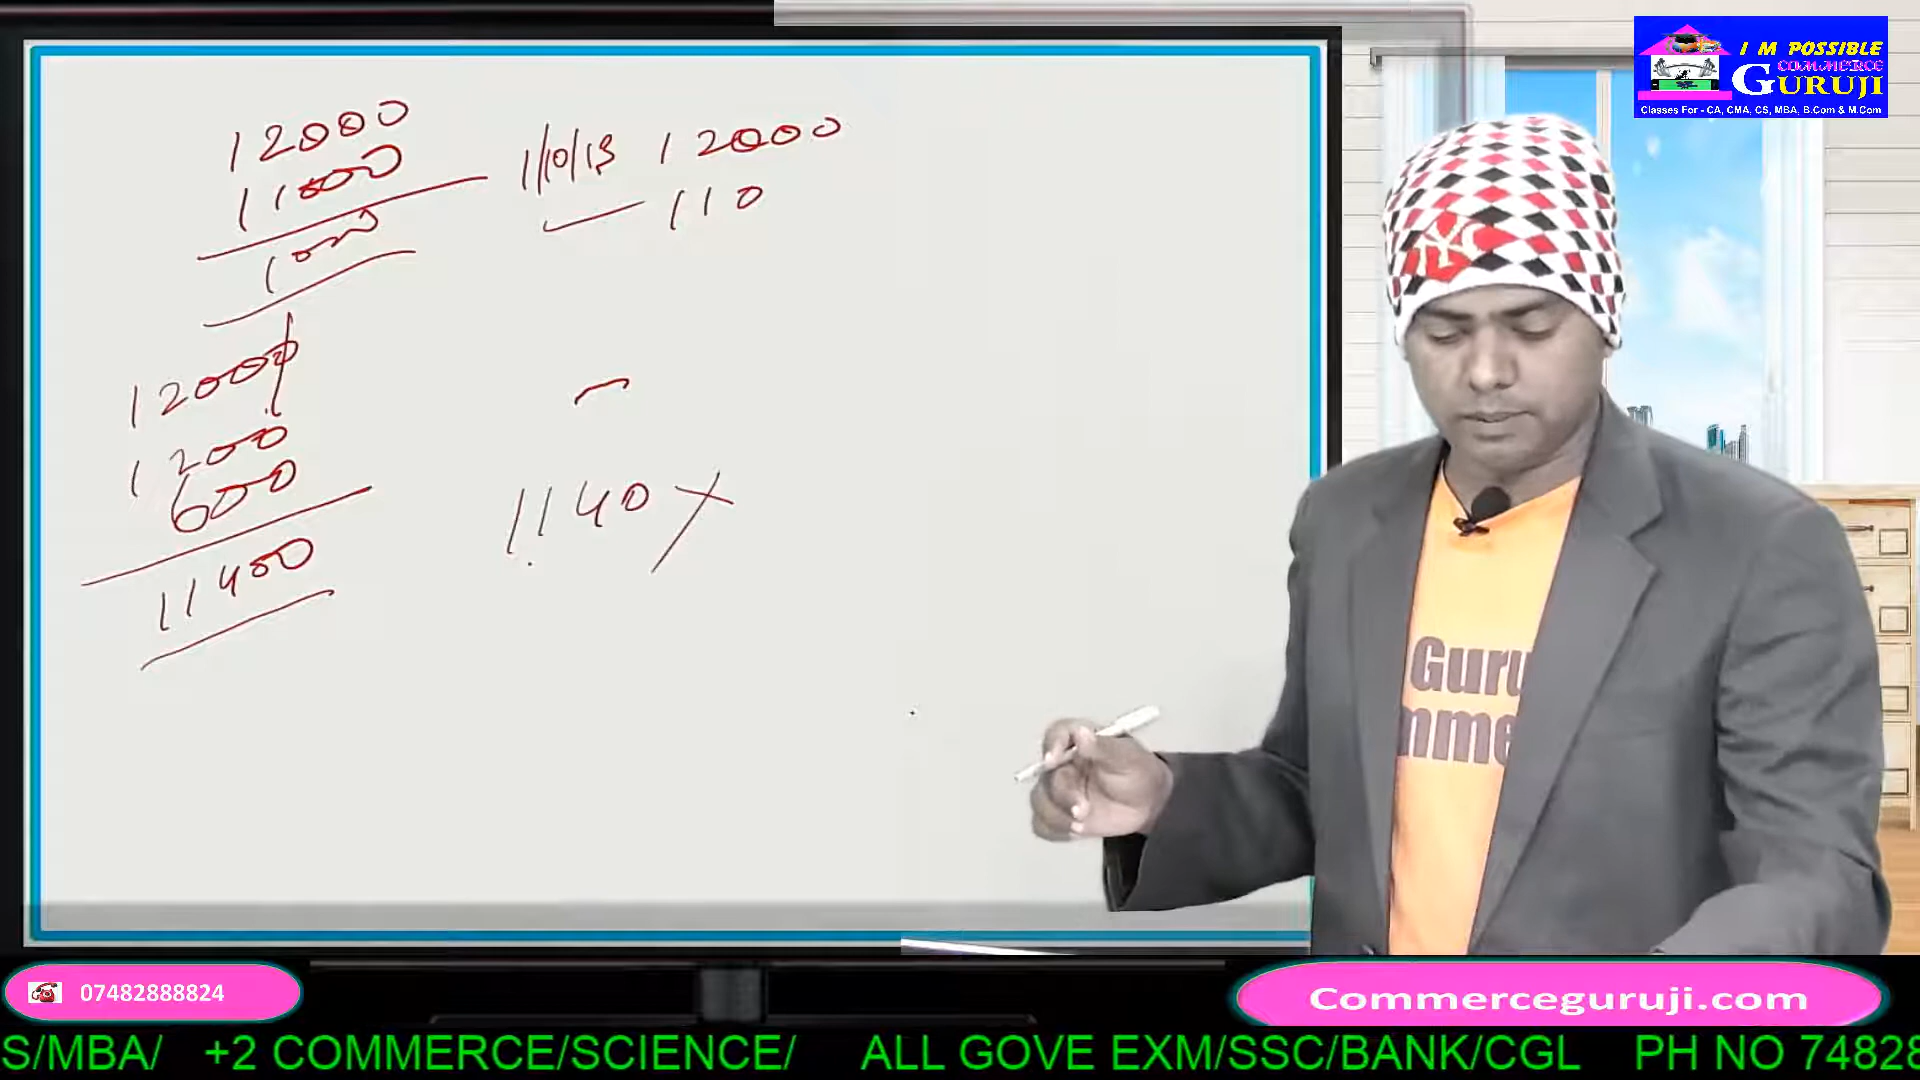 12000
11000
1000
1/10/13 12000
110
12000
1200
600
11400
1140
I M POSSIBLE
COMMERCE
GURUJI
Classes For - CA, CMA, CS, MBA, B.Com & M.Com
Guru
mme
07482888824
Commerceguruji.com
S/MBA/ +2 COMMERCE/SCIENCE/ ALL GOVE EXM/SSC/BANK/CGL PH NO 74828